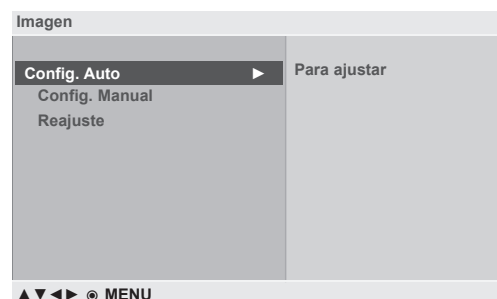 Imagen
Config. Auto ► Para ajustar
Config. Manual
Reajuste
▲▼◄► ◉ MENU